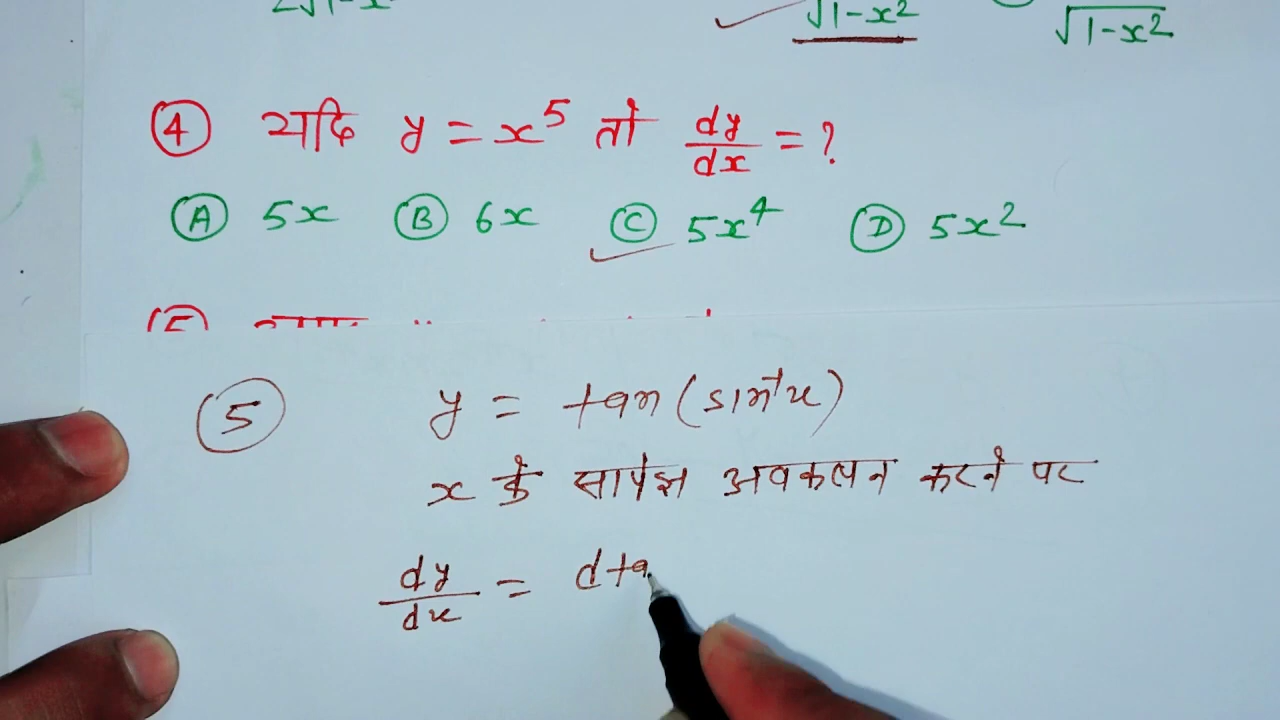 √1-x² √1-x²
④ यदि y = x⁵ तो dy/dx = ?
Ⓐ 5x Ⓑ 6x Ⓒ 5x⁴ Ⓓ 5x²
⑤ y = tan(sin⁻¹x)
x के सापेक्ष अवकलन करने पर
dy/dx = dta